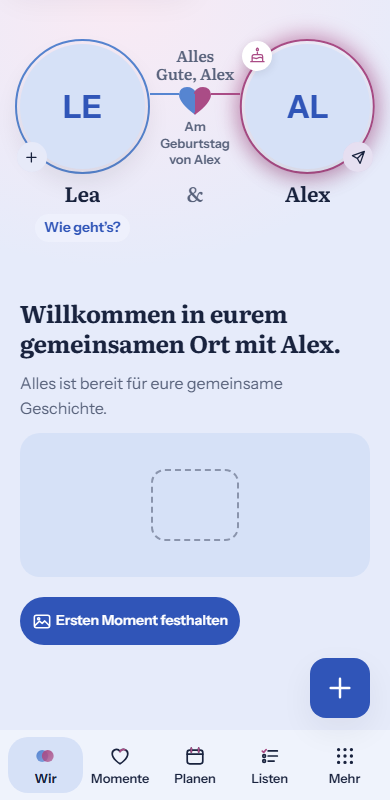 LE
Alles
Gute, Alex
AL
Am
Geburtstag
von Alex
Lea
&
Alex
Wie geht's?
Willkommen in eurem
gemeinsamen Ort mit Alex.
Alles ist bereit für eure gemeinsame
Geschichte.
Ersten Moment festhalten
Wir
Momente
Planen
Listen
Mehr